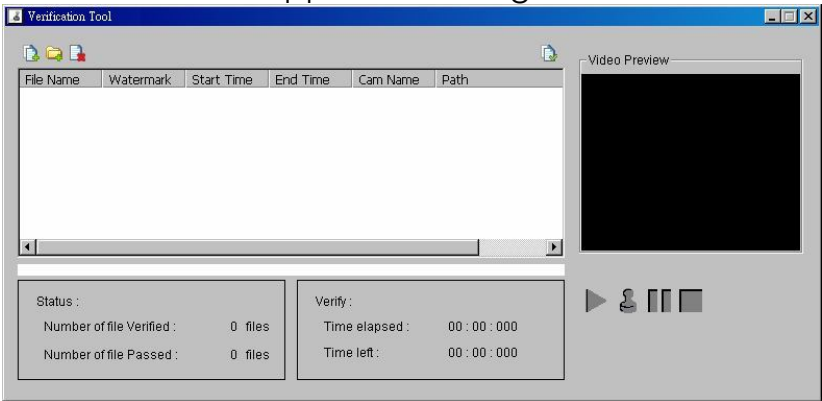 Verification Tool
Video Preview
File Name Watermark Start Time End Time Cam Name Path
Status :
Number of file Verified : 0 files
Number of file Passed : 0 files
Verify :
Time elapsed : 00 : 00 : 000
Time left : 00 : 00 : 000